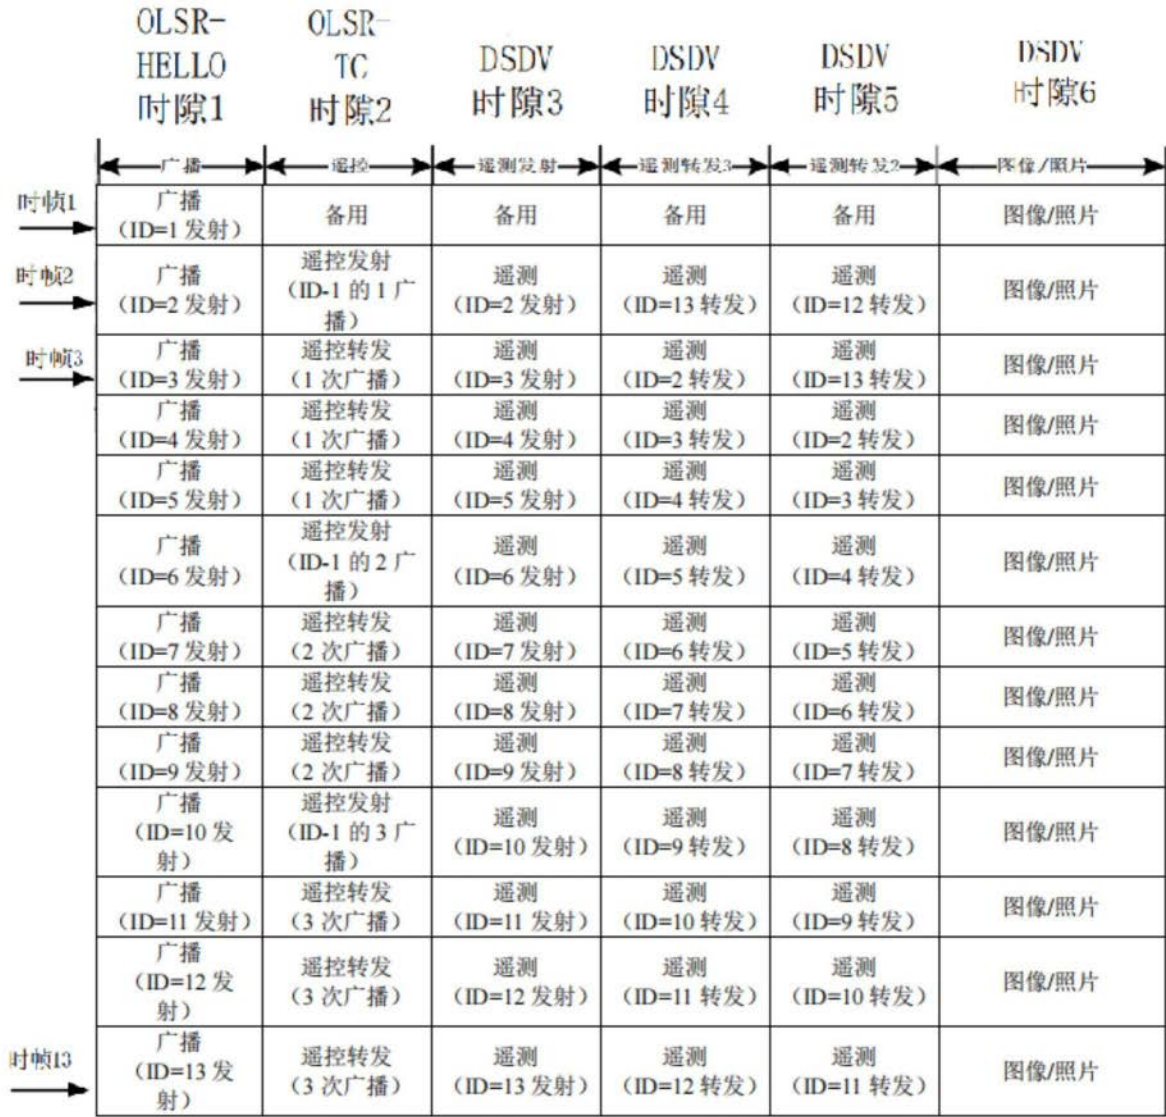 OLSR-
HELLO
时隙1
OLSR-
TC
时隙2
DSDV
时隙3
DSDV
时隙4
DSDV
时隙5
DSDV
时隙6
广播
遥控
遥测发射
遥测转发3
遥测转发2
图像/照片
时帧1
广播
(ID=1 发射)
备用
备用
备用
备用
图像/照片
时帧2
广播
(ID=2 发射)
遥控发射
(ID-1 的 1 广
播)
遥测
(ID=2 发射)
遥测
(ID=13 转发)
遥测
(ID=12 转发)
图像/照片
时帧3
广播
(ID=3 发射)
遥控转发
(1 次广播)
遥测
(ID=3 发射)
遥测
(ID=2 转发)
遥测
(ID=13 转发)
图像/照片
广播
(ID=4 发射)
遥控转发
(1 次广播)
遥测
(ID=4 发射)
遥测
(ID=3 转发)
遥测
(ID=2 转发)
图像/照片
广播
(ID=5 发射)
遥控转发
(1 次广播)
遥测
(ID=5 发射)
遥测
(ID=4 转发)
遥测
(ID=3 转发)
图像/照片
广播
(ID=6 发射)
遥控发射
(ID-1 的 2 广
播)
遥测
(ID=6 发射)
遥测
(ID=5 转发)
遥测
(ID=4 转发)
图像/照片
广播
(ID=7 发射)
遥控转发
(2 次广播)
遥测
(ID=7 发射)
遥测
(ID=6 转发)
遥测
(ID=5 转发)
图像/照片
广播
(ID=8 发射)
遥控转发
(2 次广播)
遥测
(ID=8 发射)
遥测
(ID=7 转发)
遥测
(ID=6 转发)
图像/照片
广播
(ID=9 发射)
遥控转发
(2 次广播)
遥测
(ID=9 发射)
遥测
(ID=8 转发)
遥测
(ID=7 转发)
图像/照片
广播
(ID=10 发
射)
遥控发射
(ID-1 的 3 广
播)
遥测
(ID=10 发射)
遥测
(ID=9 转发)
遥测
(ID=8 转发)
图像/照片
广播
(ID=11 发射)
遥控转发
(3 次广播)
遥测
(ID=11 发射)
遥测
(ID=10 转发)
遥测
(ID=9 转发)
图像/照片
广播
(ID=12 发
射)
遥控转发
(3 次广播)
遥测
(ID=12 发射)
遥测
(ID=11 转发)
遥测
(ID=10 转发)
图像/照片
时帧13
广播
(ID=13 发
射)
遥控转发
(3 次广播)
遥测
(ID=13 发射)
遥测
(ID=12 转发)
遥测
(ID=11 转发)
图像/照片